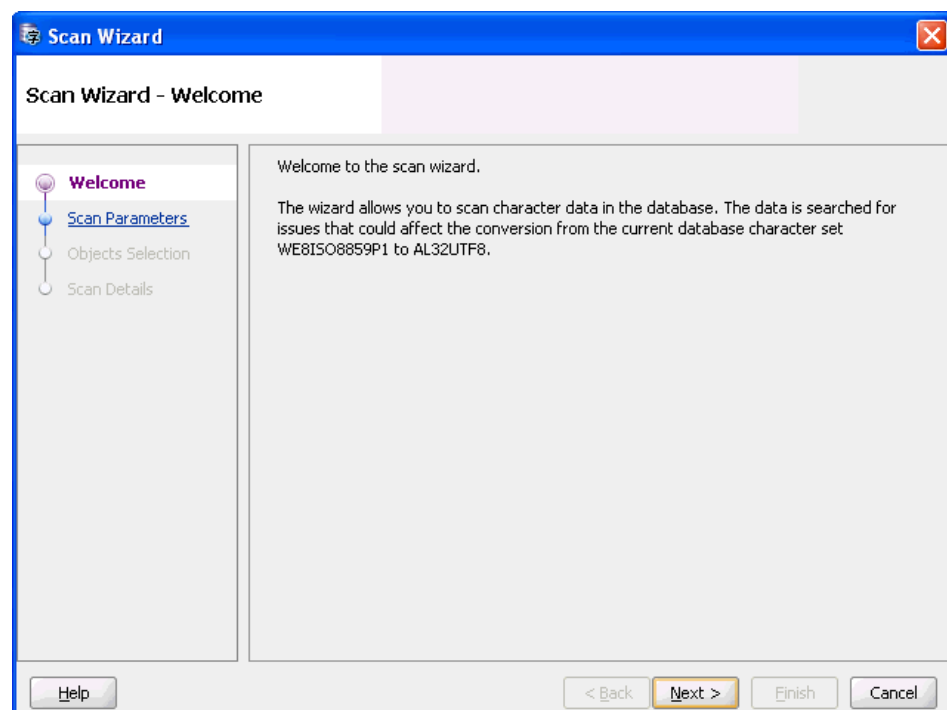 Scan Wizard
Scan Wizard - Welcome
Welcome
Scan Parameters
Objects Selection
Scan Details
Welcome to the scan wizard.
The wizard allows you to scan character data in the database. The data is searched for
issues that could affect the conversion from the current database character set
WE8ISO8859P1 to AL32UTF8.
Help
< Back
Next >
Finish
Cancel